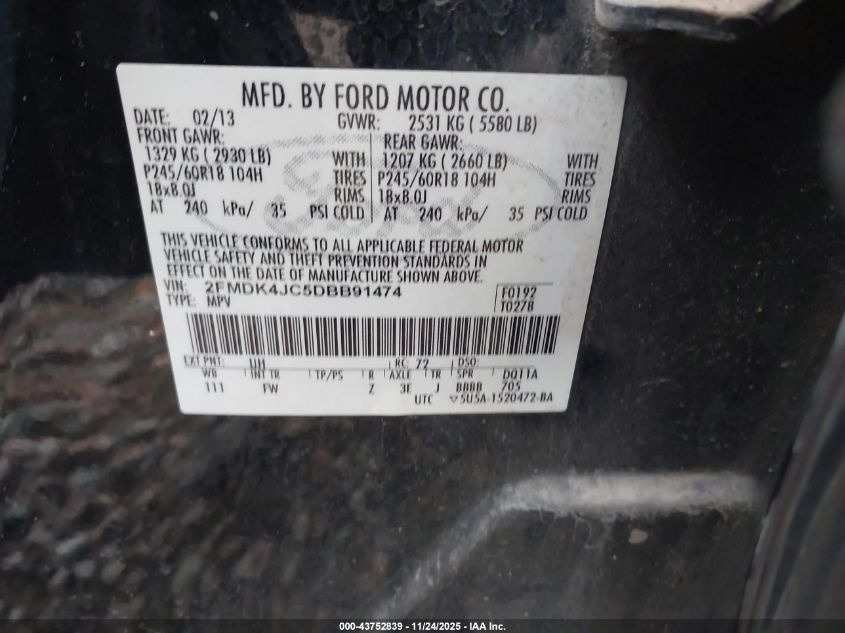 MFD. BY FORD MOTOR CO.
DATE: 02/13 GVWR: 2531 KG ( 5580 LB)
FRONT GAWR: REAR GAWR:
1329 KG ( 2930 LB) WITH 1207 KG ( 2660 LB) WITH
P245/60R18 104H TIRES P245/60R18 104H TIRES
18x8.0J RIMS 18x8.0J RIMS
AT 240 kPa/ 35 PSI COLD AT 240 kPa/ 35 PSI COLD
THIS VEHICLE CONFORMS TO ALL APPLICABLE FEDERAL MOTOR
VEHICLE SAFETY AND THEFT PREVENTION STANDARDS IN
EFFECT ON THE DATE OF MANUFACTURE SHOWN ABOVE.
VIN: 2FMDK4JC5DBB91474 F0192
TYPE: MPV T0278
EXT PNT: UH RC: 72 DSO:
WB INT TR TP/PS R AXLE TR SPR DQ11A
111 FW Z 3E J BBBB 705
UTC ▽5U5A-1520472-BA
000-43752839 - 11/24/2025 - IAA Inc.